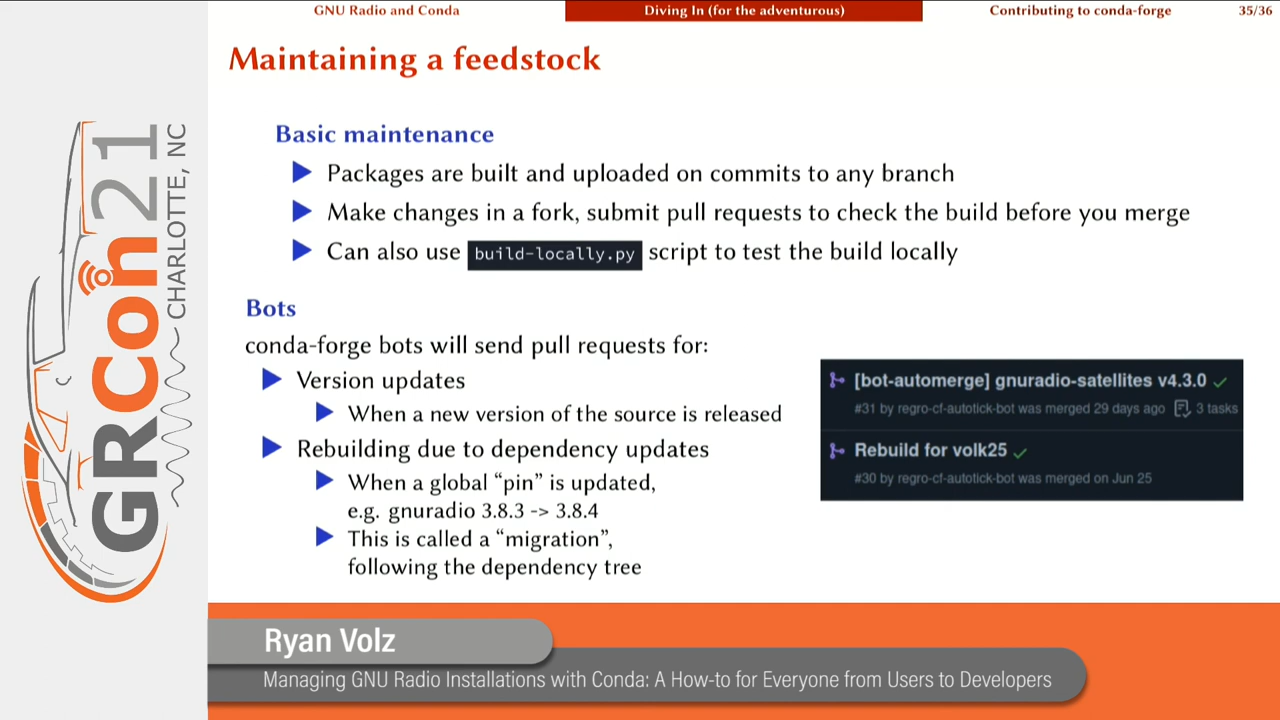 GNU Radio and Conda
Diving In (for the adventurous)
Contributing to conda-forge
35/36
Maintaining a feedstock
Basic maintenance
Packages are built and uploaded on commits to any branch
Make changes in a fork, submit pull requests to check the build before you merge
Can also use build-locally.py script to test the build locally
Bots
conda-forge bots will send pull requests for:
Version updates
When a new version of the source is released
Rebuilding due to dependency updates
When a global “pin” is updated,
e.g. gnuradio 3.8.3 -> 3.8.4
This is called a “migration”,
following the dependency tree
[bot-automerge] gnuradio-satellites v4.3.0
#31 by regro-cf-autotick-bot was merged 29 days ago 3 tasks
Rebuild for volk25
#30 by regro-cf-autotick-bot was merged on Jun 25
GRCon21
CHARLOTTE, NC
Ryan Volz
Managing GNU Radio Installations with Conda: A How-to for Everyone from Users to Developers